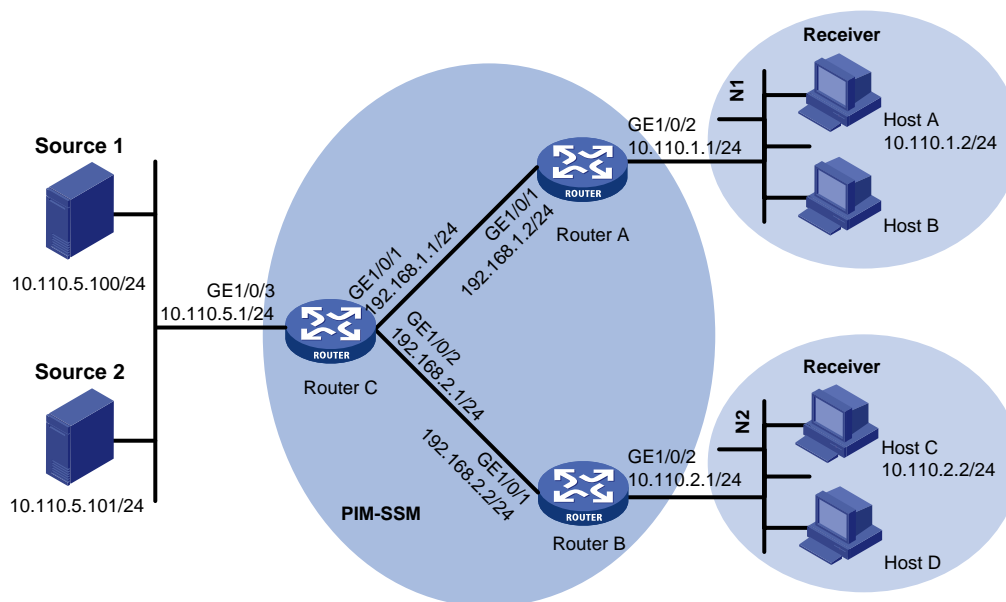 Source 1
10.110.5.100/24
Source 2
10.110.5.101/24
GE1/0/3
10.110.5.1/24
ROUTER
Router C
GE1/0/1
192.168.1.1/24
GE1/0/1
192.168.1.2/24
GE1/0/2
192.168.2.1/24
GE1/0/1
192.168.2.2/24
PIM-SSM
ROUTER
Router A
GE1/0/2
10.110.1.1/24
ROUTER
Router B
GE1/0/2
10.110.2.1/24
Receiver
N1
Host A
10.110.1.2/24
Host B
Receiver
N2
Host C
10.110.2.2/24
Host D